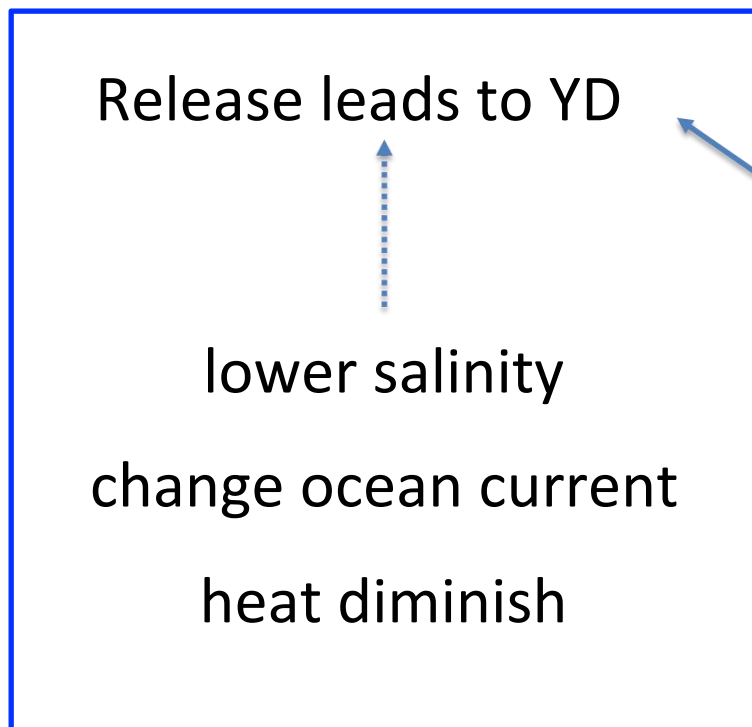 Release leads to YD
lower salinity
change ocean current
heat diminish